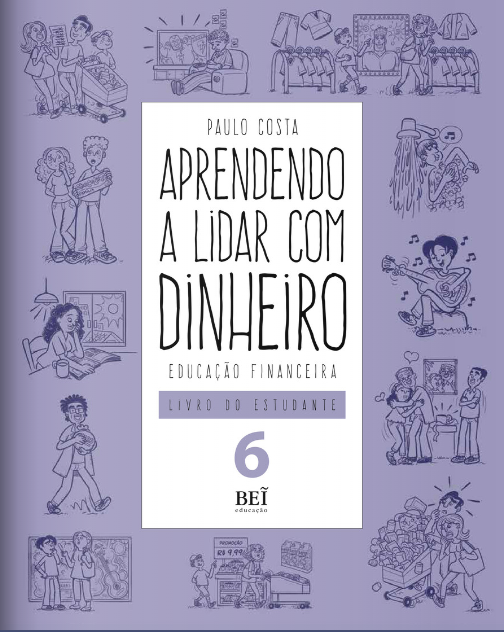 PAULO COSTA
APRENDENDO
A LIDAR COM
DINHEIRO
EDUCAÇÃO FINANCEIRA
LIVRO DO ESTUDANTE
6
BEĨ
educação
PROMOÇÃO
R$ 9,99